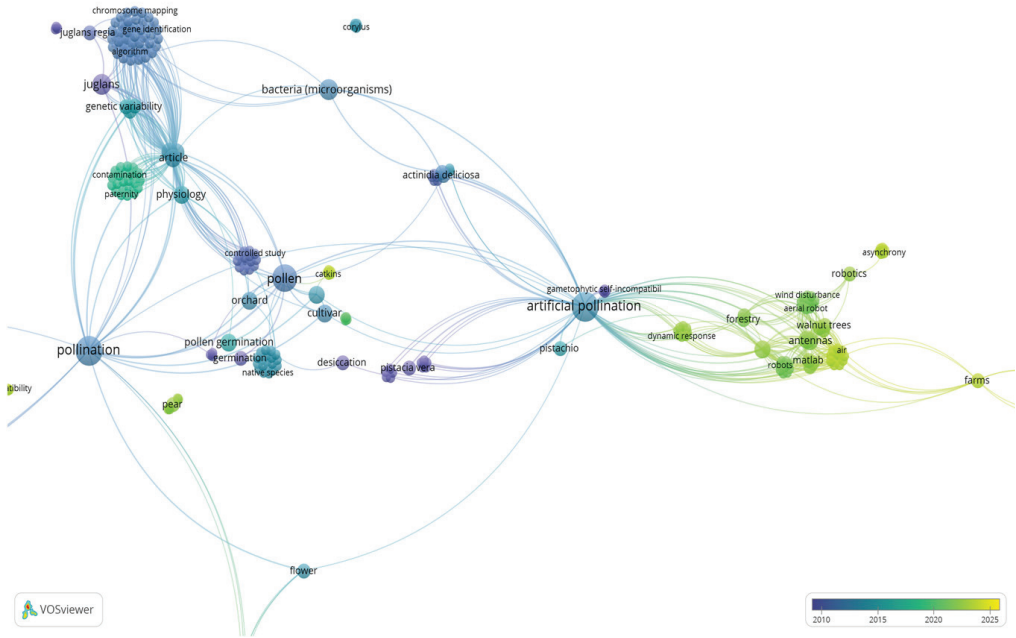 chromosome mapping
gene identification
juglans regia
algorithm
corylus
juglans
bacteria (microorganisms)
genetic variability
article
contamination
paternity
physiology
actinidia deliciosa
controlled study
pollen
catkins
orchard
cultivar
gametophytic self-incompatibil
artificial pollination
asynchrony
robotics
wind disturbance
aerial robot
forestry
walnut trees
dynamic response
antennas
pollination
pollen germination
germination
native species
desiccation
pistacia vera
pistachio
air
matlab
robots
farms
pear
flower
VOSviewer
2010 2015 2020 2025